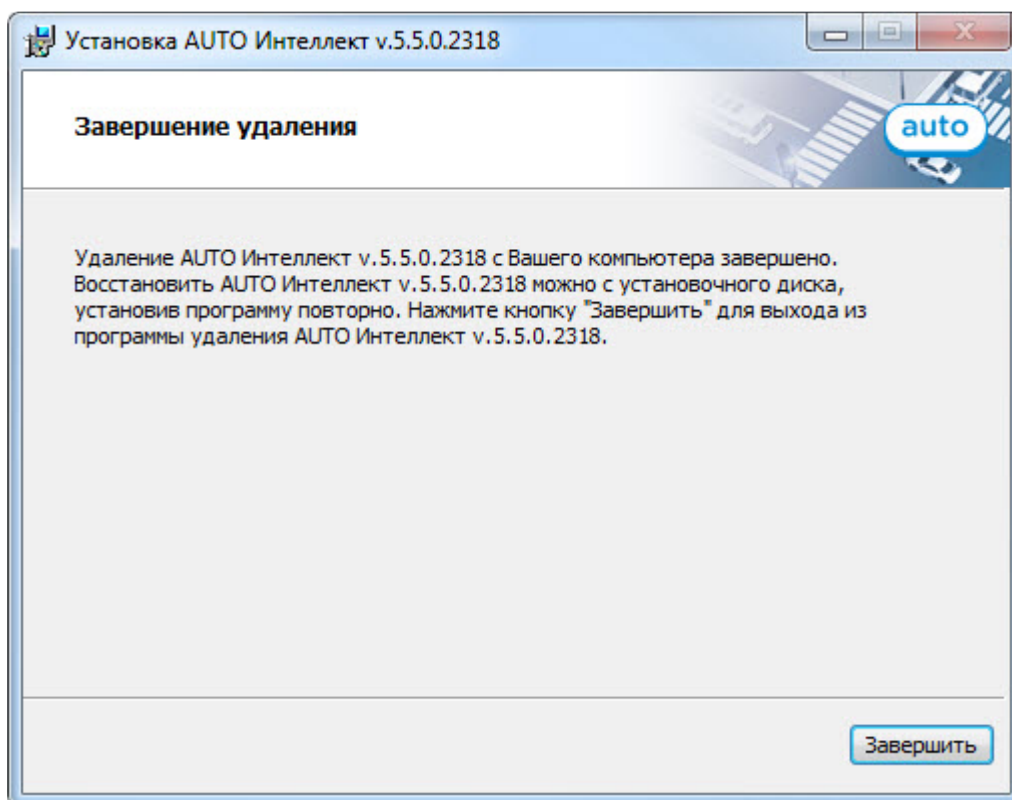 Установка AUTO Интеллект v.5.5.0.2318
Завершение удаления
auto
Удаление AUTO Интеллект v.5.5.0.2318 с Вашего компьютера завершено.
Восстановить AUTO Интеллект v.5.5.0.2318 можно с установочного диска,
установив программу повторно. Нажмите кнопку "Завершить" для выхода из
программы удаления AUTO Интеллект v.5.5.0.2318.
Завершить